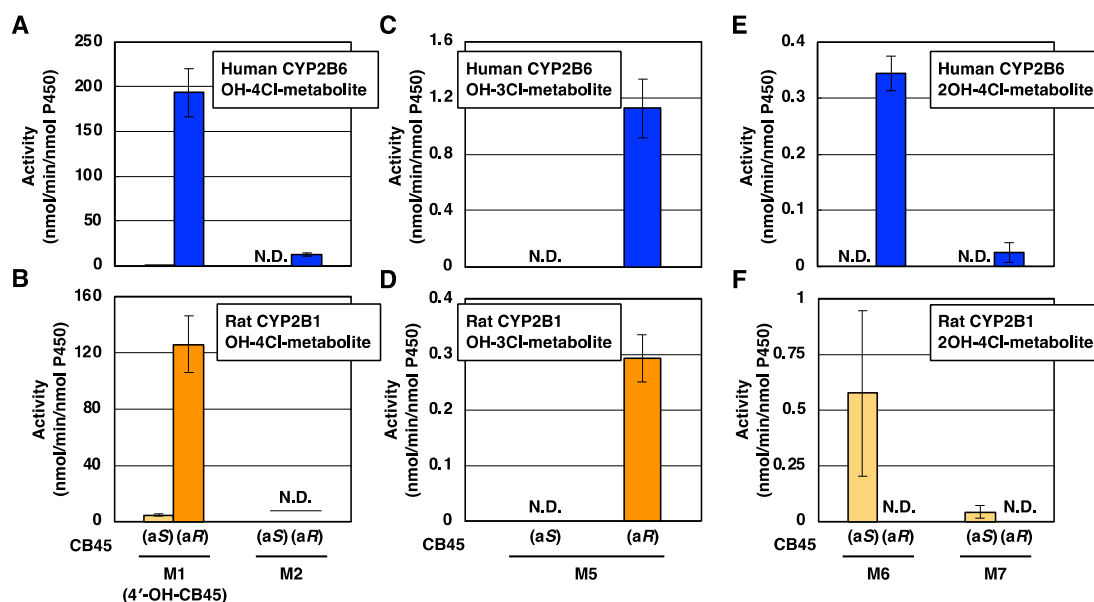 A
Activity
(nmol/min/nmol P450)
250
200
150
100
50
0
Human CYP2B6
OH-4Cl-metabolite
N.D.
C
Activity
(nmol/min/nmol P450)
1.6
1.2
0.8
0.4
0
Human CYP2B6
OH-3Cl-metabolite
N.D.
E
Activity
(nmol/min/nmol P450)
0.4
0.3
0.2
0.1
0
Human CYP2B6
2OH-4Cl-metabolite
N.D.
N.D.
B
Activity
(nmol/min/nmol P450)
160
120
80
40
0
Rat CYP2B1
OH-4Cl-metabolite
N.D.
CB45
(aS) (aR)
(aS) (aR)
M1
(4′-OH-CB45)
M2
D
Activity
(nmol/min/nmol P450)
0.4
0.3
0.2
0.1
0
Rat CYP2B1
OH-3Cl-metabolite
N.D.
CB45
(aS)
(aR)
M5
F
Activity
(nmol/min/nmol P450)
1
0.75
0.5
0.25
0
Rat CYP2B1
2OH-4Cl-metabolite
N.D.
N.D.
CB45
(aS) (aR)
(aS) (aR)
M6
M7